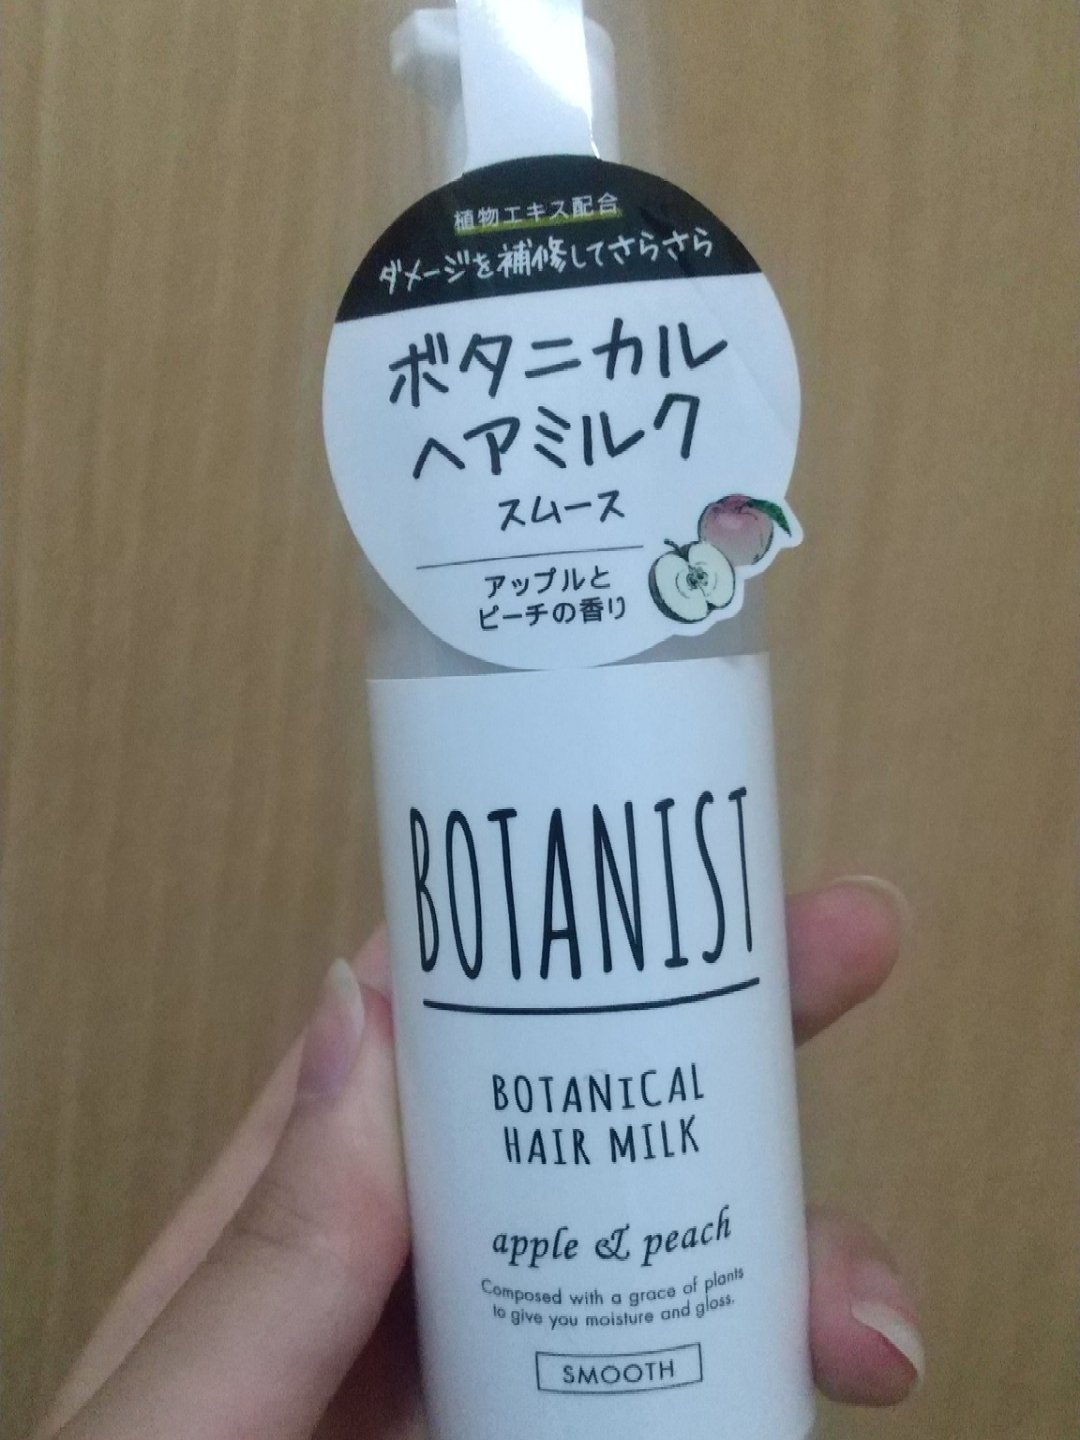 植物エキス配合
ダメージを補修してさらさら
ボタニカル
ヘアミルク
スムース
アップルと
ピーチの香り
BOTANIST
BOTANICAL
HAIR MILK
apple & peach
Composed with a grace of plants
to give you moisture and gloss.
SMOOTH